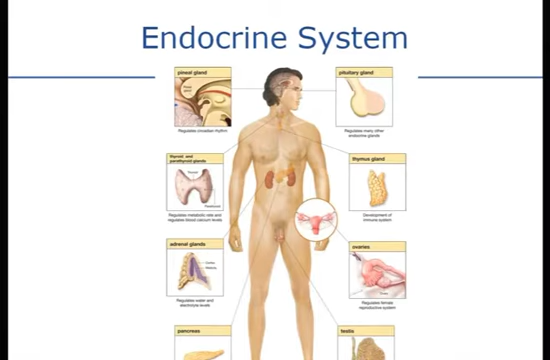 Endocrine System
pineal gland
Regulates circadian rhythm
pituitary gland
Regulates many other
endocrine glands
thyroid and
parathyroid glands
Regulates metabolic rate and
regulates blood calcium levels
thymus gland
Development of
immune system
adrenal glands
Regulates water and
electrolyte levels
ovaries
Regulates female
reproductive system
pancreas
testis